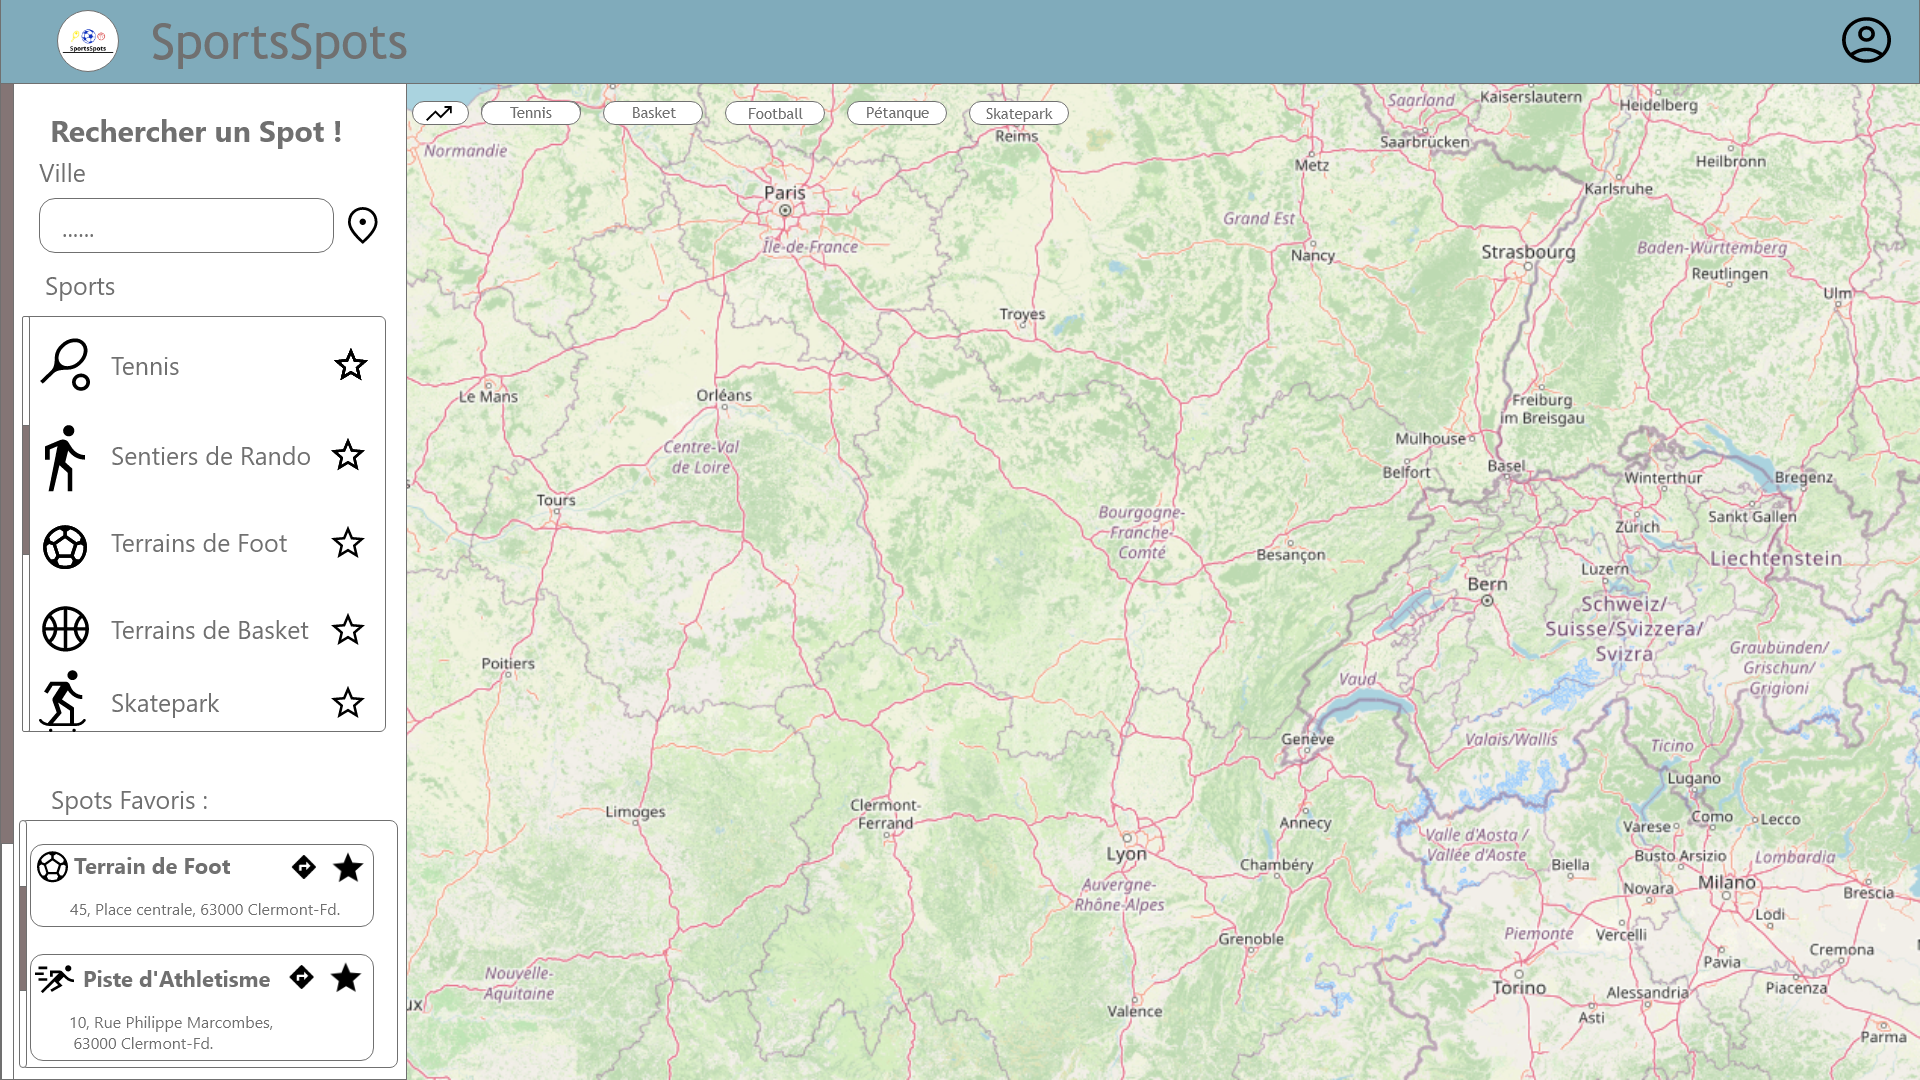 SportsSpots
SportsSpots
Rechercher un Spot !
Ville
......
Sports
Tennis
Sentiers de Rando
Terrains de Foot
Terrains de Basket
Skatepark
Spots Favoris :
Terrain de Foot
45, Place centrale, 63000 Clermont-Fd.
Piste d'Athletisme
10, Rue Philippe Marcombes,
63000 Clermont-Fd.
Tennis
Basket
Football
Pétanque
Skatepark
Normandie
Reims
Paris
Île-de-France
Troyes
Le Mans
Orléans
Centre-Val
de Loire
Tours
Poitiers
Limoges
Clermont-
Ferrand
Nouvelle-
Aquitaine
ux
Bourgogne-
Franche-
Comté
Besançon
Lyon
Auvergne-
Rhône-Alpes
Valence
Grenoble
Chambéry
Annecy
Genève
Vaud
Saarland
Kaiserslautern
Saarbrücken
Metz
Grand Est
Nancy
Strasbourg
Heidelberg
Heilbronn
Karlsruhe
Baden-Württemberg
Reutlingen
Ulm
Freiburg
im Breisgau
Mulhouse
Belfort
Basel
Winterthur
Bregenz
Zürich
Sankt Gallen
Liechtenstein
Luzern
Bern
Schweiz/
Suisse/Svizzera/
Svizra
Graubünden/
Grischun/
Grigioni
Valais/Wallis
Ticino
Lugano
Como
Lecco
Varese
Valle d'Aosta /
Vallée d'Aoste
Biella
Busto Arsizio
Lombardia
Novara
Milano
Brescia
Lodi
Piemonte
Vercelli
Cremona
Pavia
Torino
Alessandria
Piacenza
Asti
Parma